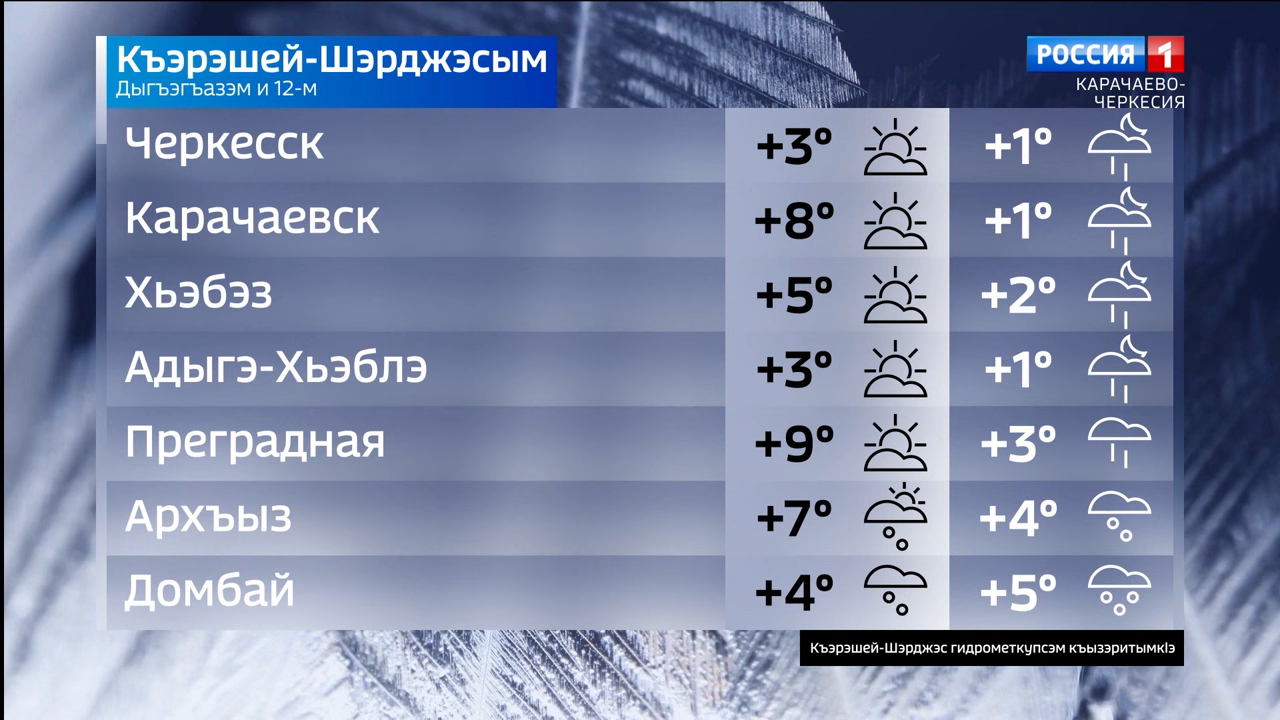 Къэрэшей-Шэрджэсым
Дыгъэгъазэм и 12-м
РОССИЯ 1
КАРАЧАЕВО-
ЧЕРКЕСИЯ
Черкесск +3° +1°
Карачаевск +8° +1°
Хьэбэз +5° +2°
Адыгэ-Хьэблэ +3° +1°
Преградная +9° +3°
Архъыз +7° +4°
Домбай +4° +5°
Къэрэшей-Шэрджэс гидрометкупсэм къызэритымкӏэ